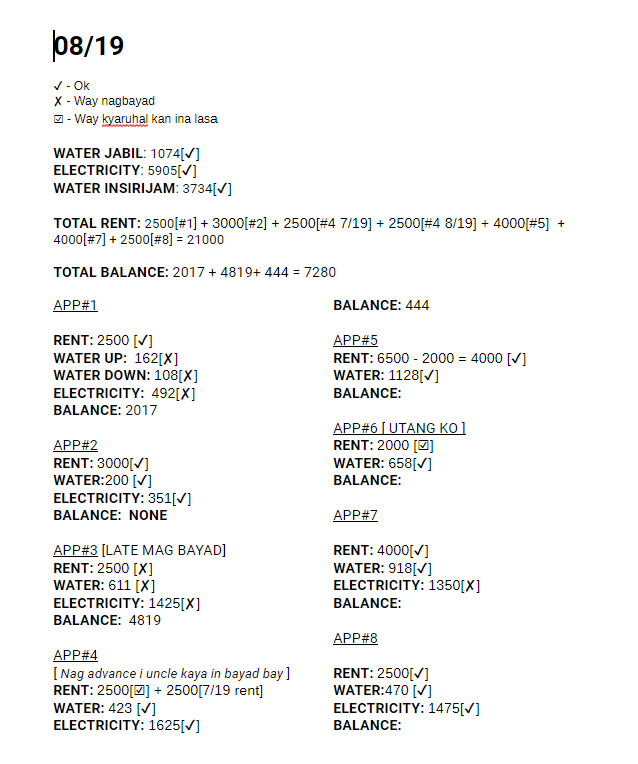 08/19
✓ - Ok
✗ - Way nagbayad
☑ - Way kyaruhal kan ina lasa
WATER JABIL: 1074[✓]
ELECTRICITY: 5905[✓]
WATER INSIRIJAM: 3734[✓]
TOTAL RENT: 2500[#1] + 3000[#2] + 2500[#4 7/19] + 2500[#4 8/19] + 4000[#5] +
4000[#7] + 2500[#8] = 21000
TOTAL BALANCE: 2017 + 4819+ 444 = 7280
APP#1
RENT: 2500 [✓]
WATER UP: 162[✗]
WATER DOWN: 108[✗]
ELECTRICITY: 492[✗]
BALANCE: 2017
APP#2
RENT: 3000[✓]
WATER:200 [✓]
ELECTRICITY: 351[✓]
BALANCE: NONE
APP#3 [LATE MAG BAYAD]
RENT: 2500 [✗]
WATER: 611 [✗]
ELECTRICITY: 1425[✗]
BALANCE: 4819
APP#4
[ Nag advance i uncle kaya in bayad bay ]
RENT: 2500[☑] + 2500[7/19 rent]
WATER: 423 [✓]
ELECTRICITY: 1625[✓]
BALANCE: 444
APP#5
RENT: 6500 - 2000 = 4000 [✓]
WATER: 1128[✓]
BALANCE:
APP#6 [ UTANG KO ]
RENT: 2000 [☑]
WATER: 658[✓]
BALANCE:
APP#7
RENT: 4000[✓]
WATER: 918[✓]
ELECTRICITY: 1350[✗]
BALANCE:
APP#8
RENT: 2500[✓]
WATER:470 [✓]
ELECTRICITY: 1475[✓]
BALANCE: